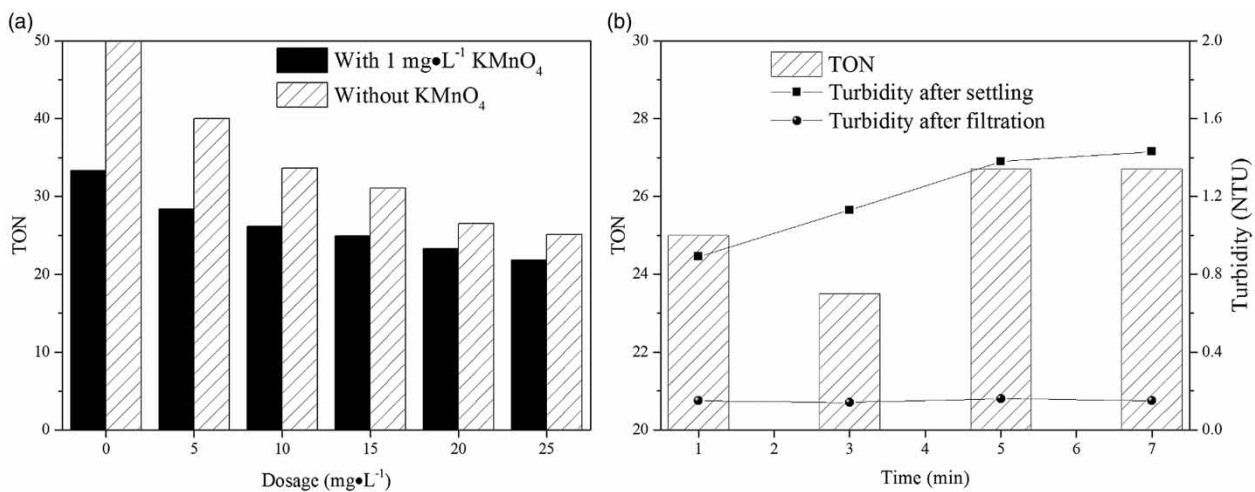 (a)
50
40
30
20
10
0
TON
With 1 mg●L⁻¹ KMnO₄
Without KMnO₄
0 5 10 15 20 25
Dosage (mg●L⁻¹)
(b)
30
28
26
24
22
20
TON
TON
Turbidity after settling
Turbidity after filtration
2.0
1.6
1.2
0.8
0.4
0.0
Turbidity (NTU)
1 2 3 4 5 6 7
Time (min)